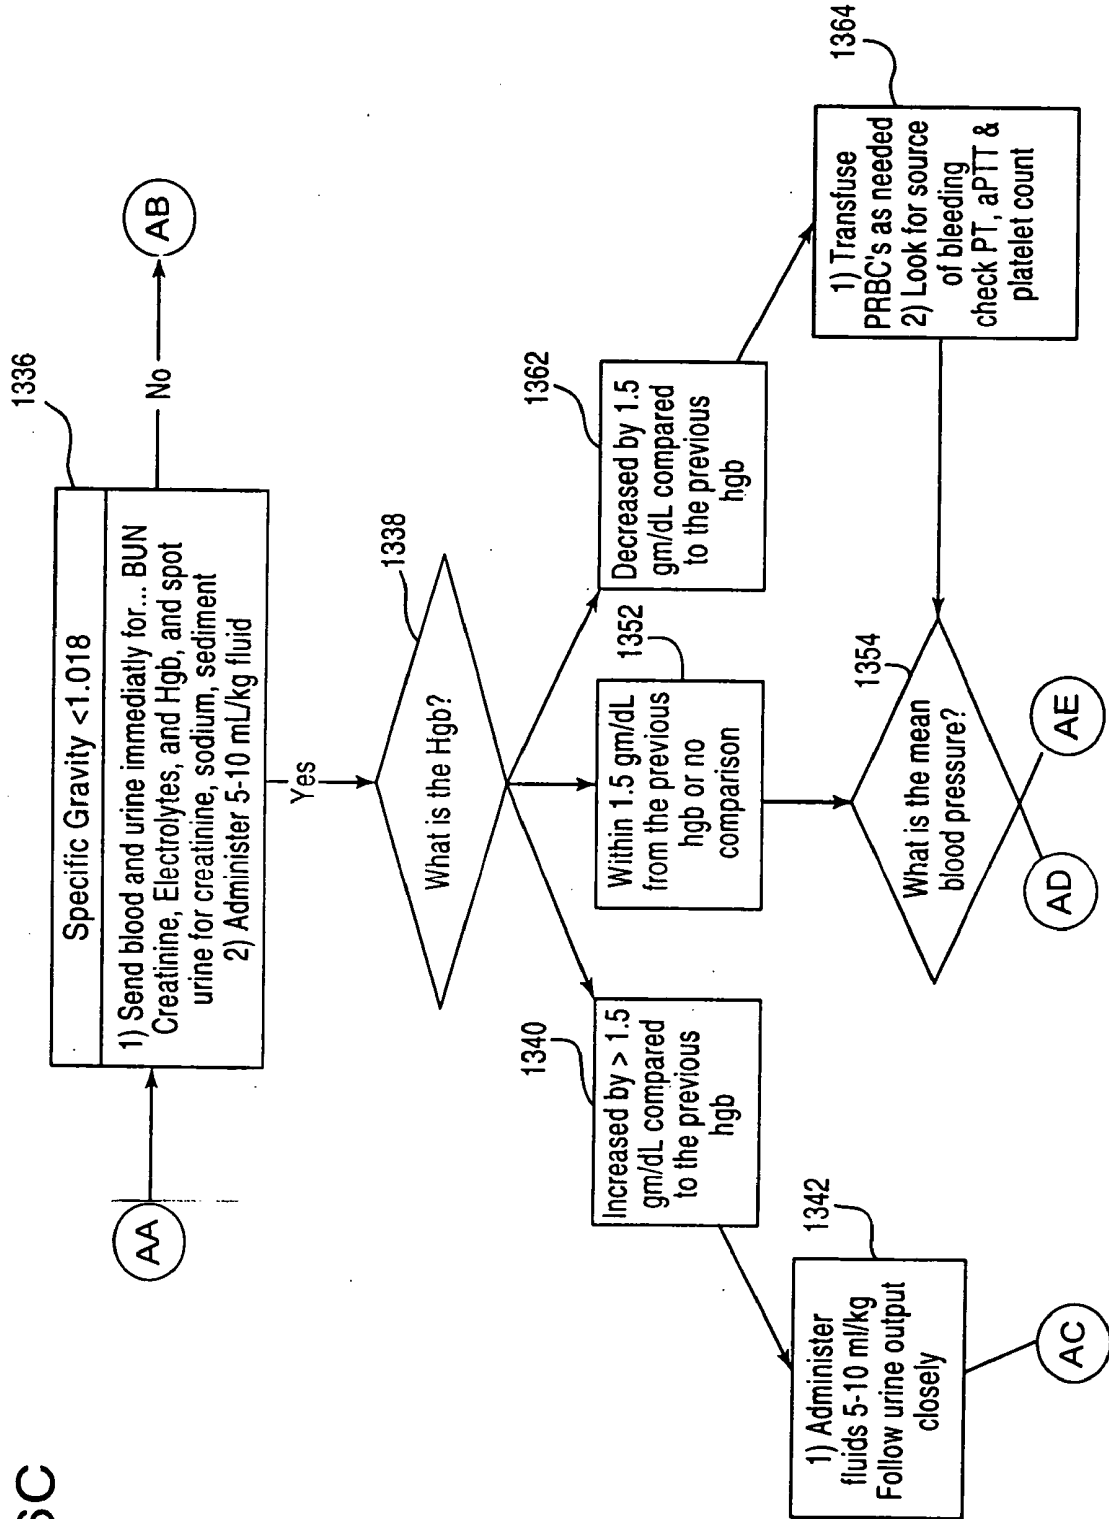 6C
AA
1336
Specific Gravity <1.018
1) Send blood and urine immediatly for... BUN
Creatinine, Electrolytes, and Hgb, and spot
urine for creatinine, sodium, sediment
2) Administer 5-10 mL/kg fluid
No
AB
Yes
1338
What is the Hgb?
1340
Increased by > 1.5
gm/dL compared
to the previous
hgb
1352
Within 1.5 gm/dL
from the previous
hgb or no
comparison
1362
Decreased by 1.5
gm/dL compared
to the previous
hgb
1342
1) Administer
fluids 5-10 ml/kg
Follow urine output
closely
AC
1354
What is the mean
blood pressure?
AD
AE
1364
1) Transfuse
PRBC's as needed
2) Look for source
of bleeding
check PT, aPTT &
platelet count